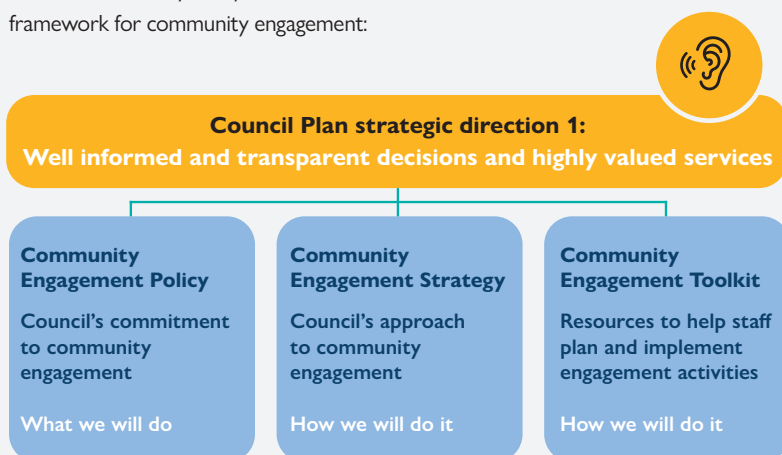 framework for community engagement:
Council Plan strategic direction 1:
Well informed and transparent decisions and highly valued services
Community
Engagement Policy
Council's commitment
to community
engagement
What we will do
Community
Engagement Strategy
Council's approach
to community
engagement
How we will do it
Community
Engagement Toolkit
Resources to help staff
plan and implement
engagement activities
How we will do it